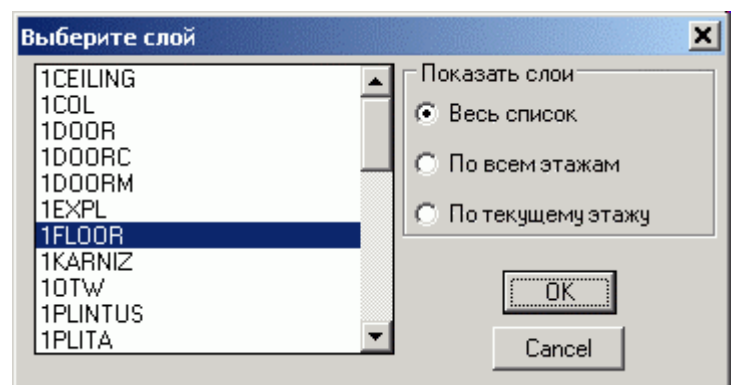 Выберите слой
1CEILING
1COL
1DOOR
1DOORC
1DOORM
1EXPL
1FLOOR
1KARNIZ
1OTW
1PLINTUS
1PLITA
Показать слои
Весь список
По всем этажам
По текущему этажу
OK
Cancel